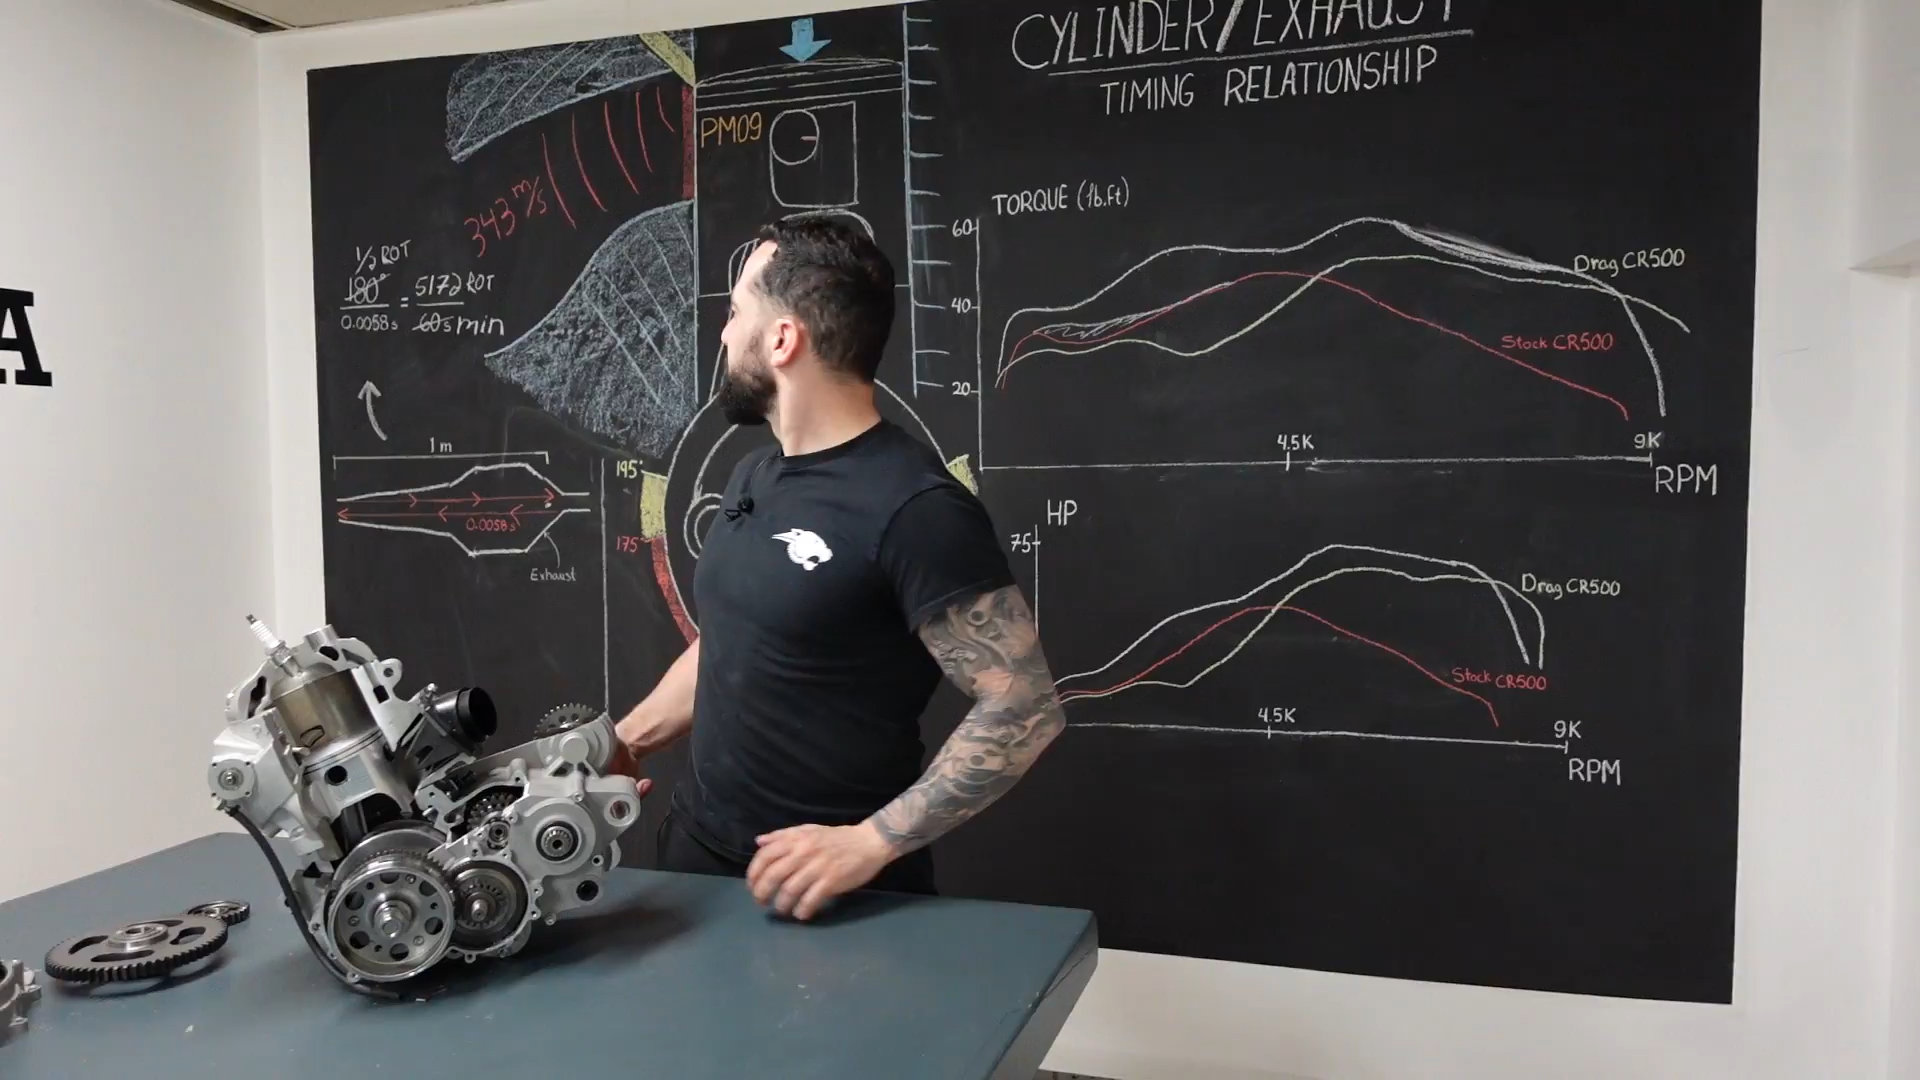 A
1/2 ROT
180°
0.0058s
=
5172 ROT
60s min
343 m/s
1 m
0.0058s
Exhaust
195°
175°
PM09
CYLINDER/EXHAUST
TIMING RELATIONSHIP
TORQUE (lb.ft)
60
40
20
Drag CR500
Stock CR500
4.5K
9K
RPM
HP
75
Drag CR500
Stock CR500
4.5K
9K
RPM